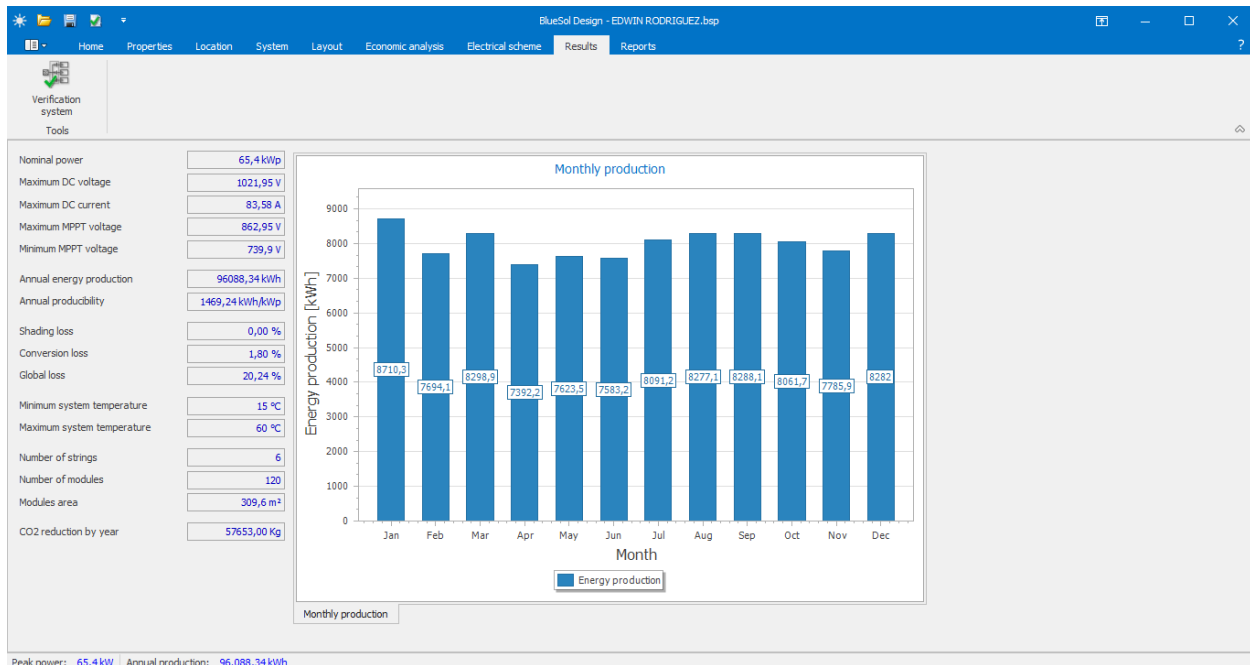 BlueSol Design - EDWIN RODRIGUEZ.bsp
Home Properties Location System Layout Economic analysis Electrical scheme Results Reports ?
Verification
system
Tools
Nominal power 65,4 kWp
Maximum DC voltage 1021,95 V
Maximum DC current 83,58 A
Maximum MPPT voltage 862,95 V
Minimum MPPT voltage 739,9 V
Annual energy production 96088,34 kWh
Annual producibility 1469,24 kWh/kWp
Shading loss 0,00 %
Conversion loss 1,80 %
Global loss 20,24 %
Minimum system temperature 15 ºC
Maximum system temperature 60 ºC
Number of strings 6
Number of modules 120
Modules area 309,6 m²
CO2 reduction by year 57653,00 Kg
Monthly production
Energy production [kWh]
9000
8000
7000
6000
5000
4000
3000
2000
1000
0
8710,3 7694,1 8298,9 7392,2 7623,5 7583,2 8091,2 8277,1 8288,1 8061,7 7785,9 8282
Jan Feb Mar Apr May Jun Jul Aug Sep Oct Nov Dec
Month
Energy production
Monthly production
Peak power: 65,4 kW Annual production: 96.088,34 kWh